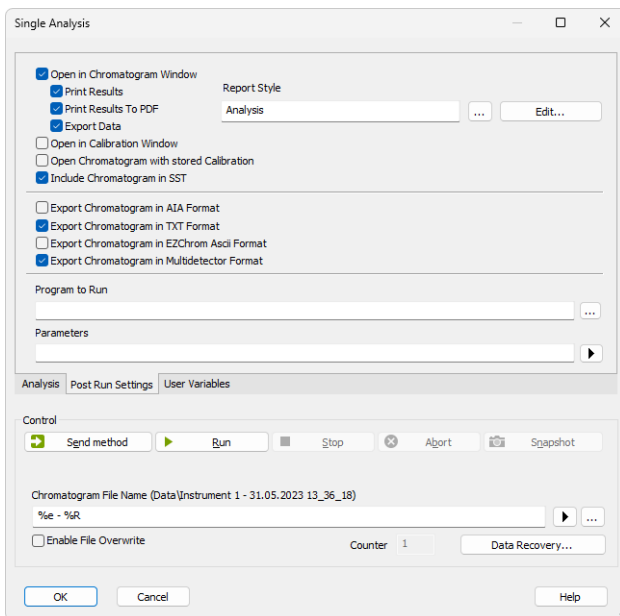 Single Analysis
Open in Chromatogram Window
Print Results
Report Style
Print Results To PDF
Analysis
...
Edit...
Export Data
Open in Calibration Window
Open Chromatogram with stored Calibration
Include Chromatogram in SST
Export Chromatogram in AIA Format
Export Chromatogram in TXT Format
Export Chromatogram in EZChrom Ascii Format
Export Chromatogram in Multidetector Format
Program to Run
...
Parameters
Analysis
Post Run Settings
User Variables
Control
Send method
Run
Stop
Abort
Snapshot
Chromatogram File Name (Data\Instrument 1 - 31.05.2023 13_36_18)
%e - %R
...
Enable File Overwrite
Counter
1
Data Recovery...
OK
Cancel
Help